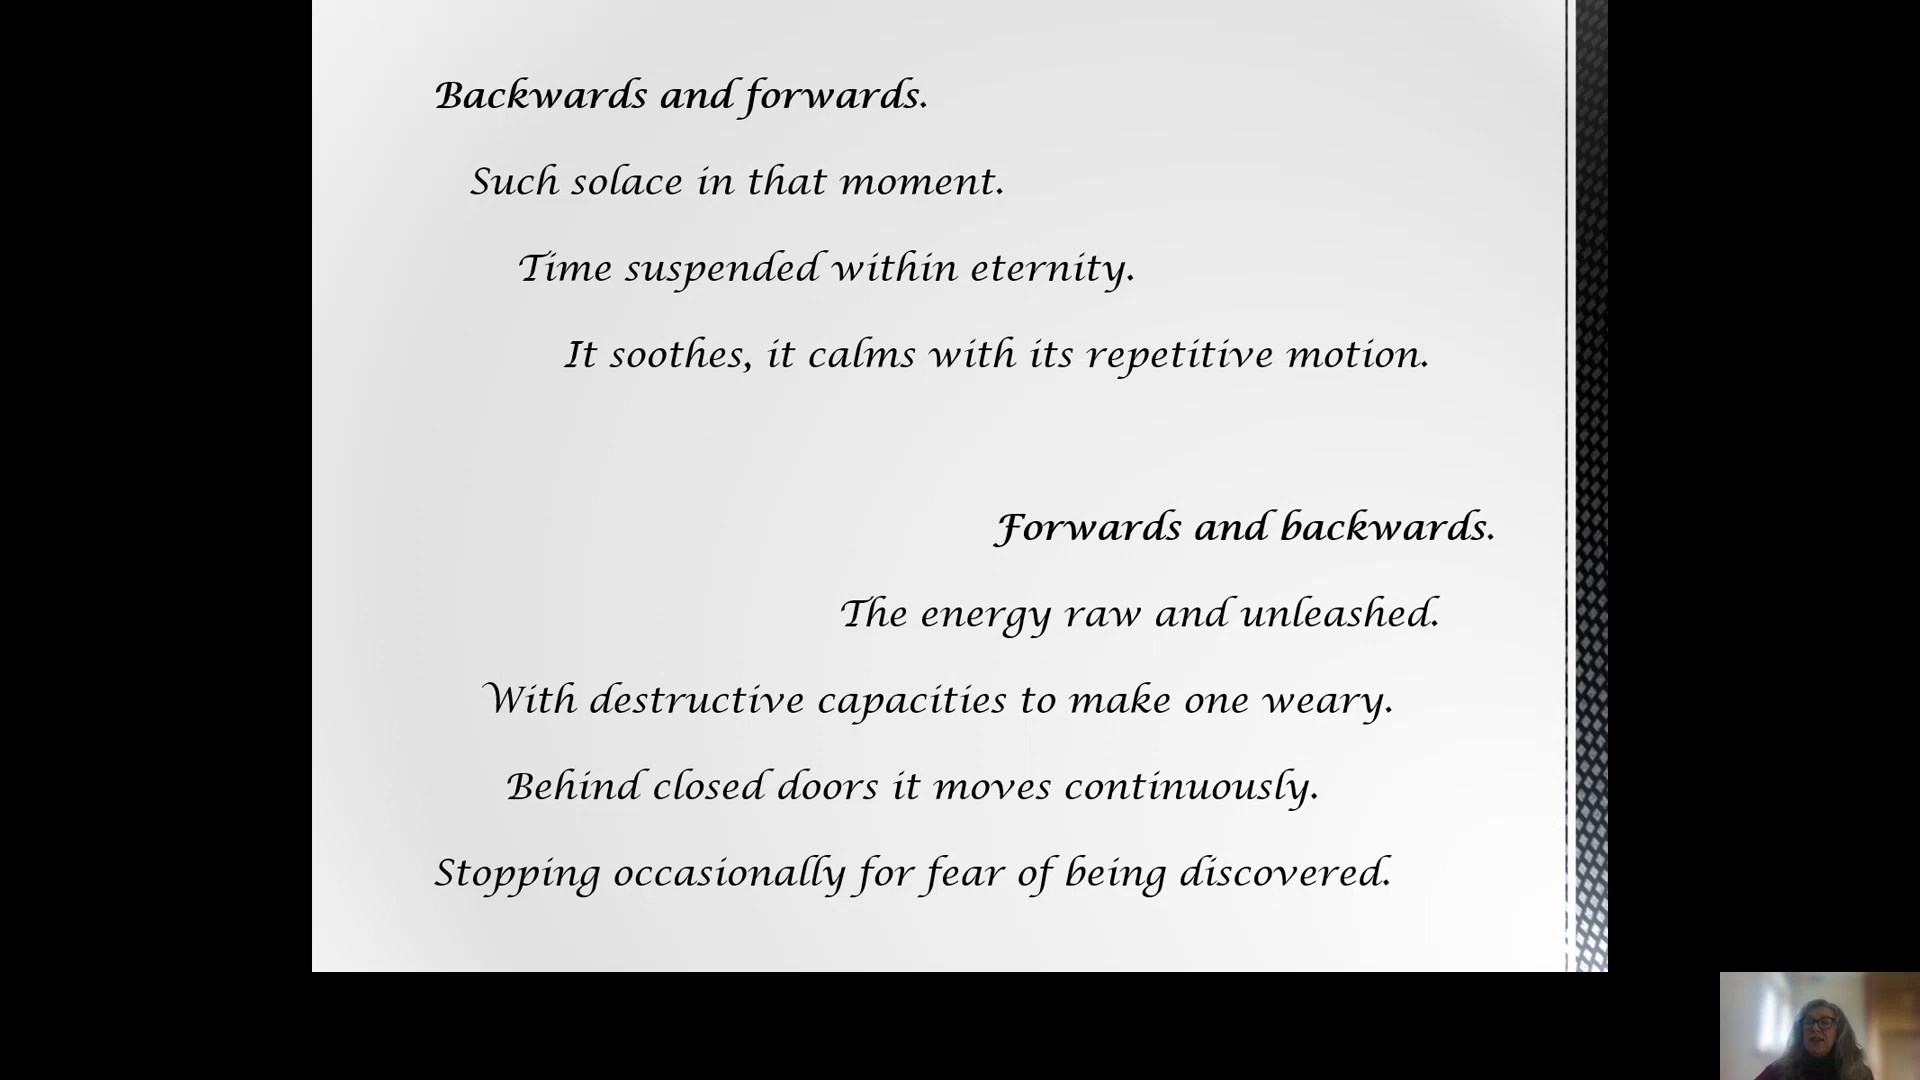 Backwards and forwards.
Such solace in that moment.
Time suspended within eternity.
It soothes, it calms with its repetitive motion.
Forwards and backwards.
The energy raw and unleashed.
With destructive capacities to make one weary.
Behind closed doors it moves continuously.
Stopping occasionally for fear of being discovered.